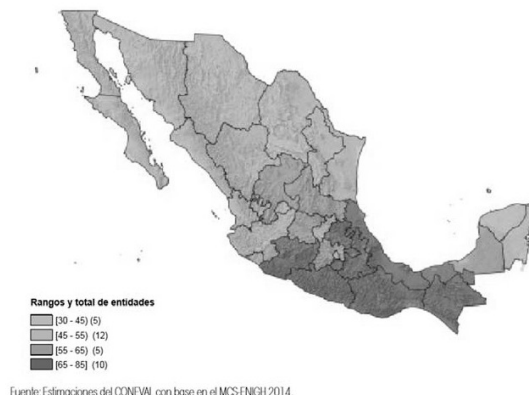 Rangos y total de entidades
[30 - 45) (5)
[45 - 55) (12)
[55 - 65) (5)
[65 - 85] (10)
Fuente: Estimaciones del CONEVAL con base en el MCS-ENIGH 2014